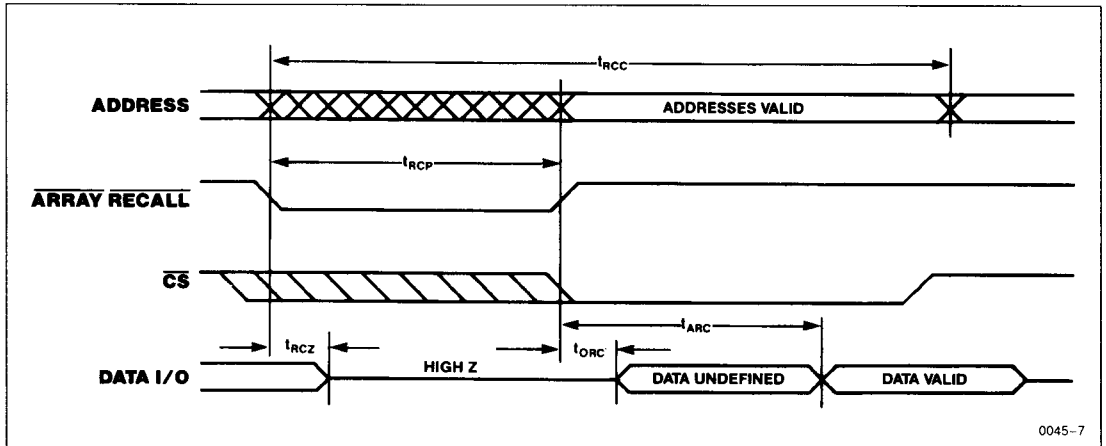 tRCC
ADDRESS
ADDRESSES VALID
tRCP
ARRAY RECALL
CS
tARC
tRCZ
tORC
DATA I/O
HIGH Z
DATA UNDEFINED
DATA VALID
0045-7